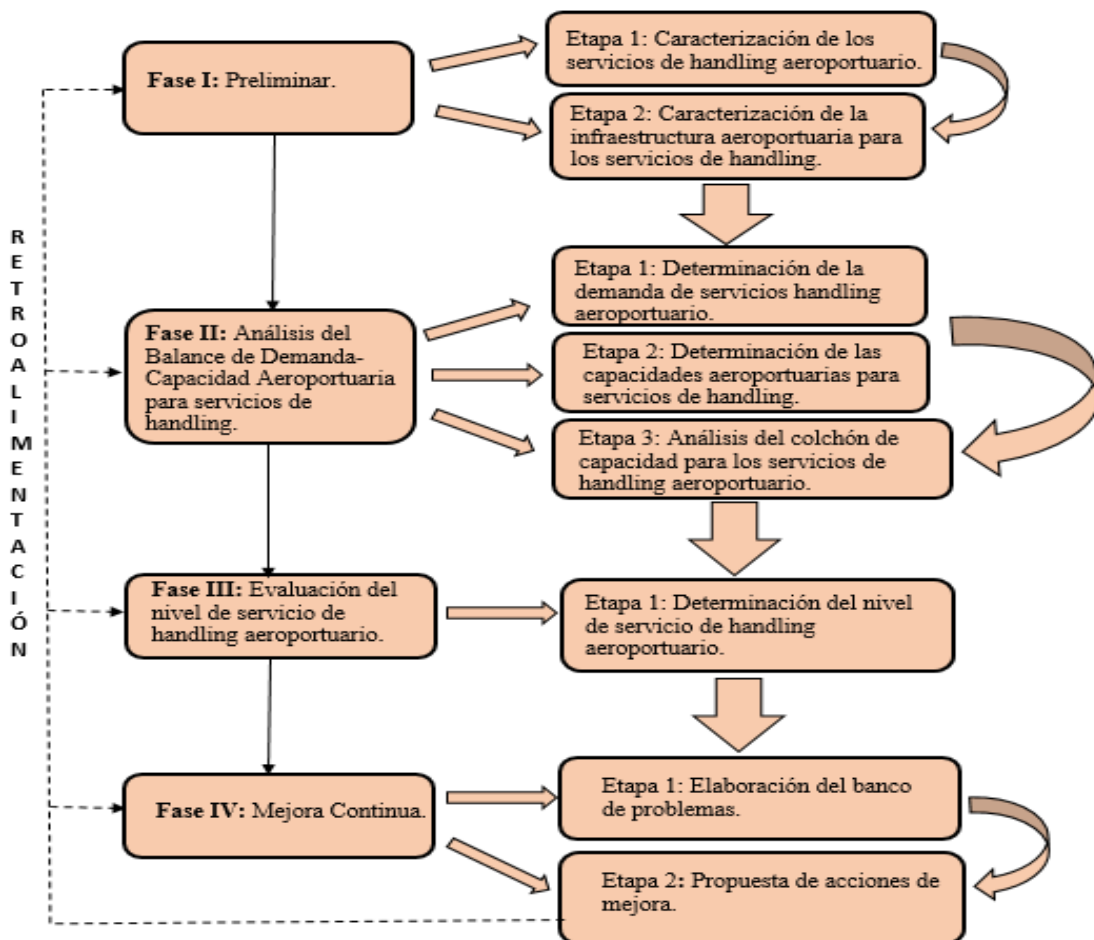 Fase I: Preliminar.
Etapa 1: Caracterización de los
servicios de handling aeroportuario.
Etapa 2: Caracterización de la
infraestructura aeroportuaria para
los servicios de handling.
RETROALIMENTACIÓN
Fase II: Análisis del
Balance de Demanda-
Capacidad Aeroportuaria
para servicios de
handling.
Etapa 1: Determinación de la
demanda de servicios handling
aeroportuario.
Etapa 2: Determinación de las
capacidades aeroportuarias para
servicios de handling.
Etapa 3: Análisis del colchón de
capacidad para los servicios de
handling aeroportuario.
Fase III: Evaluación del
nivel de servicio de
handling aeroportuario.
Etapa 1: Determinación del nivel
de servicio de handling
aeroportuario.
Fase IV: Mejora Continua.
Etapa 1: Elaboración del banco
de problemas.
Etapa 2: Propuesta de acciones de
mejora.